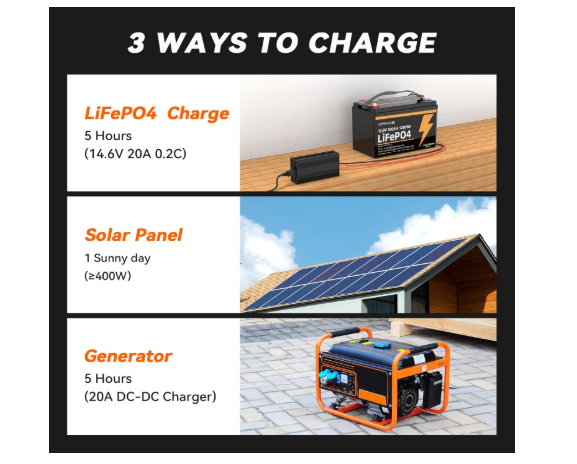 3 WAYS TO CHARGE
LiFePO4 Charge
5 Hours
(14.6V 20A 0.2C)
LiFePO4
Solar Panel
1 Sunny day
(≥400W)
Generator
5 Hours
(20A DC-DC Charger)